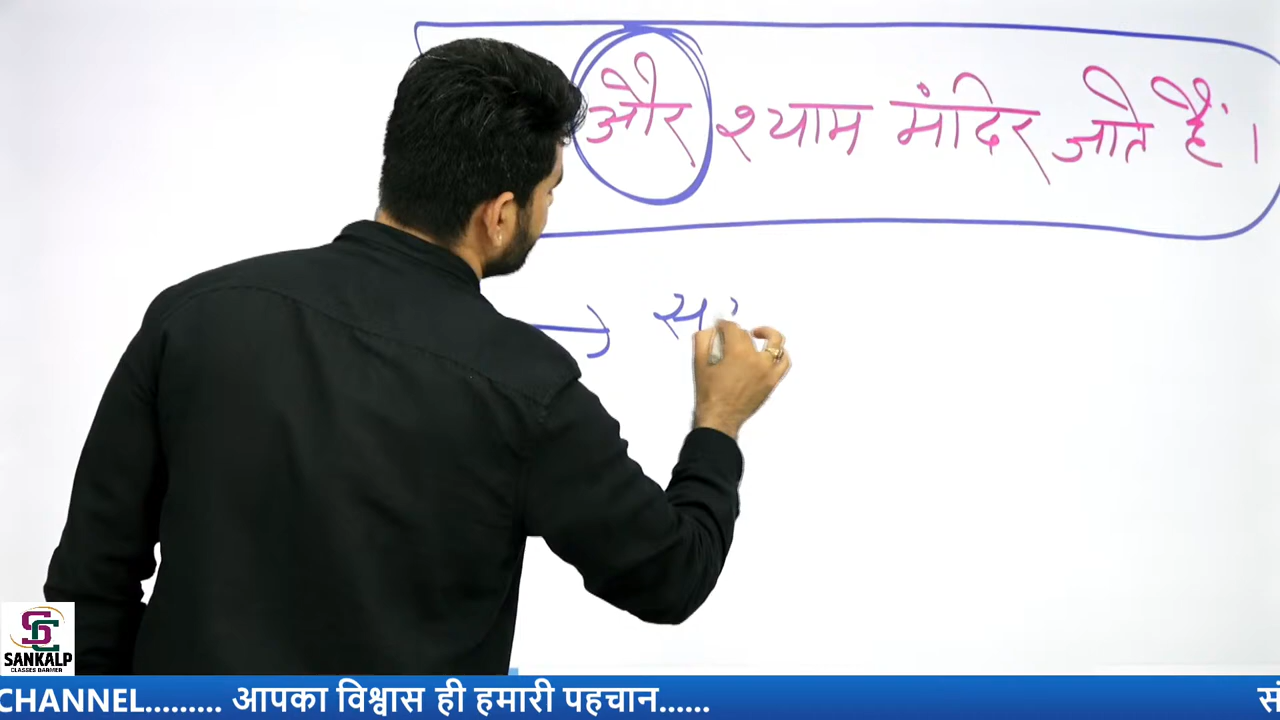 और श्याम मंदिर जाते हैं।
स
SANKALP
CLASSES BARMER
CHANNEL......... आपका विश्वास ही हमारी पहचान...... सं